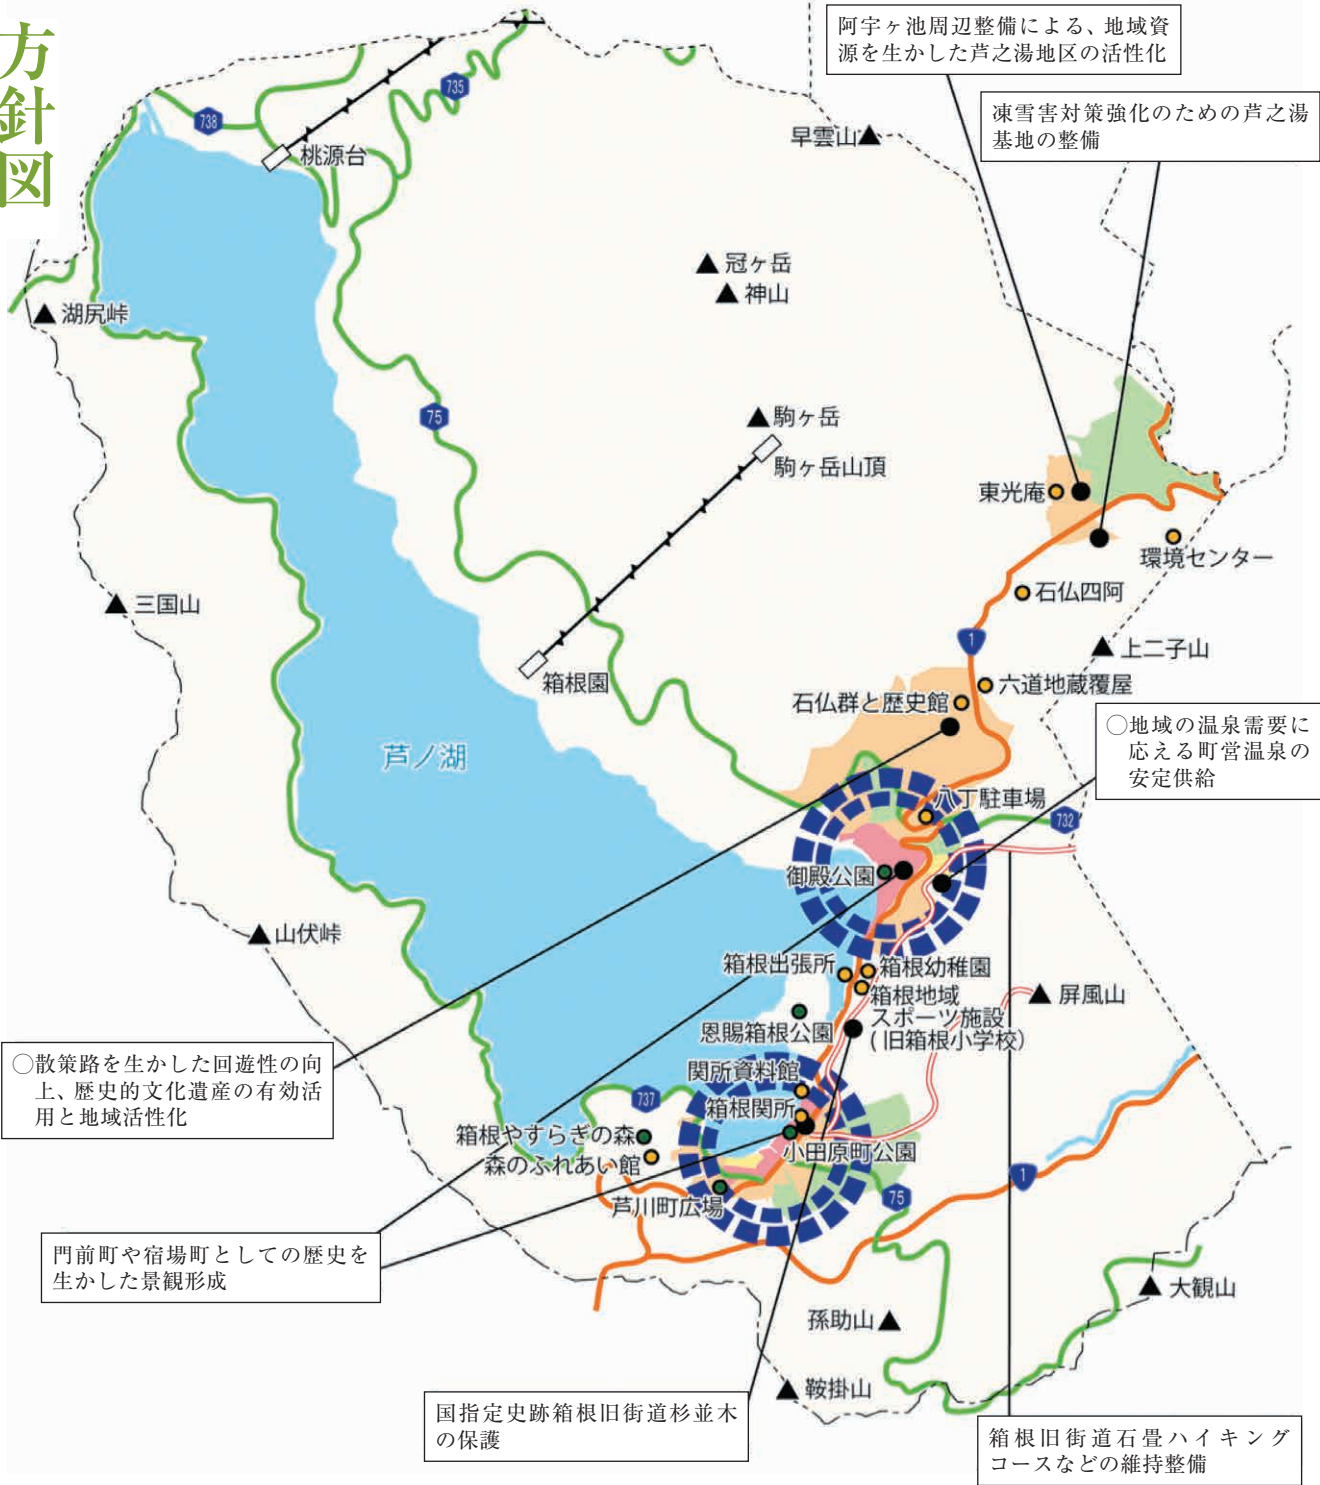 方針図
阿宇ヶ池周辺整備による、地域資
源を生かした芦之湯地区の活性化
凍雪害対策強化のための芦之湯
基地の整備
735
738
桃源台
早雲山
冠ヶ岳
神山
湖尻峠
75
駒ヶ岳
駒ヶ岳山頂
東光庵
環境センター
石仏四阿
三国山
1
上二子山
箱根園
六道地蔵覆屋
石仏群と歴史館
〇地域の温泉需要に
応える町営温泉の
安定供給
芦ノ湖
八丁駐車場
732
御殿公園
山伏峠
箱根出張所
箱根幼稚園
箱根地域
スポーツ施設
(旧箱根小学校)
屏風山
恩賜箱根公園
〇散策路を生かした回遊性の向
上、歴史的文化遺産の有効活
用と地域活性化
関所資料館
737
箱根関所
箱根やすらぎの森
小田原町公園
森のふれあい館
芦川町広場
75
1
門前町や宿場町としての歴史を
生かした景観形成
大観山
孫助山
鞍掛山
国指定史跡箱根旧街道杉並木
の保護
箱根旧街道石畳ハイキング
コースなどの維持整備